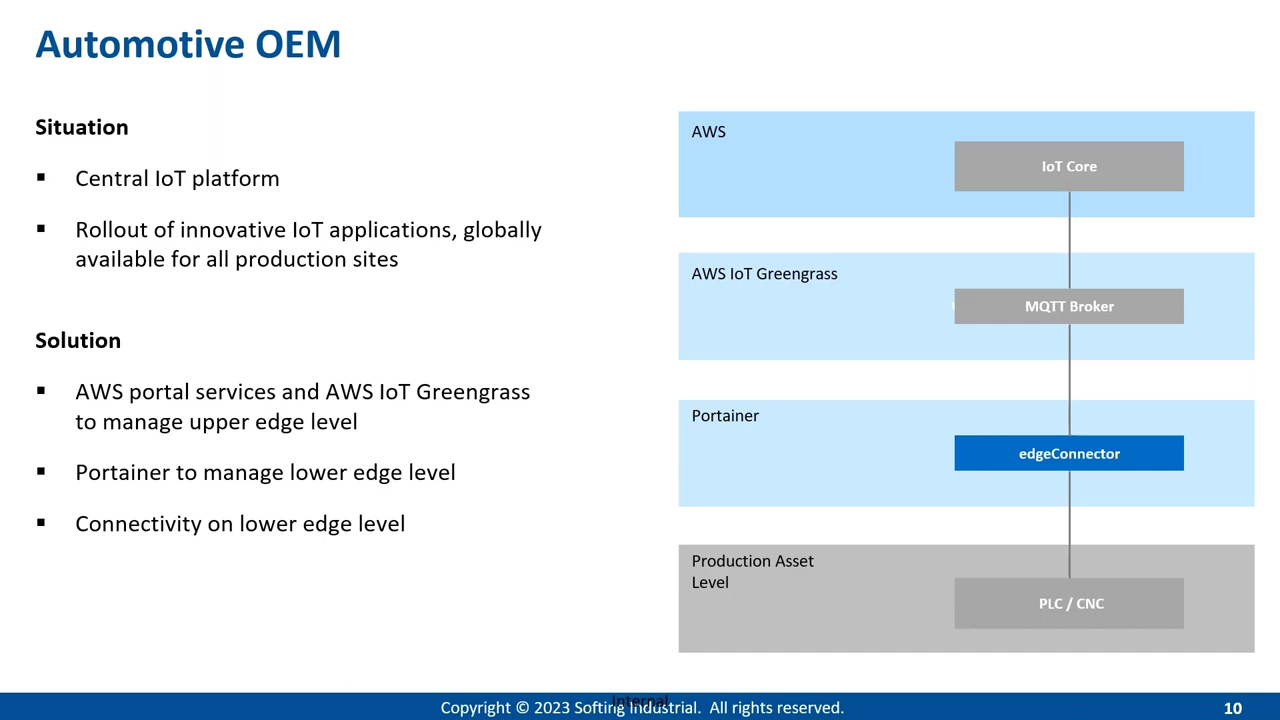 Automotive OEM
Situation
▪ Central IoT platform
▪ Rollout of innovative IoT applications, globally
available for all production sites
Solution
▪ AWS portal services and AWS IoT Greengrass
to manage upper edge level
▪ Portainer to manage lower edge level
▪ Connectivity on lower edge level
AWS
IoT Core
AWS IoT Greengrass
MQTT Broker
Portainer
edgeConnector
Production Asset
Level
PLC / CNC
Internal
Copyright © 2023 Softing Industrial. All rights reserved.
10